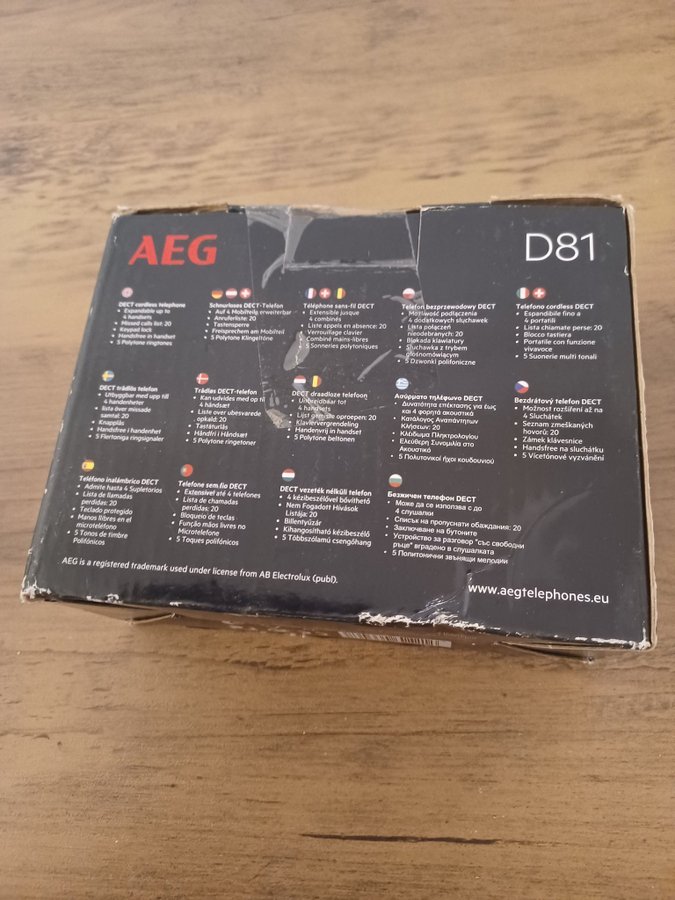 AEG
D81
DECT cordless telephone
• Expandable up to
4 handsets
• Missed calls list: 20
• Keypad lock
• Handsfree in handset
• 5 Polytone ringtones
Schnurloses DECT-Telefon
• Auf 4 Mobilteile erweiterbar
• Anruferliste: 20
• Tastensperre
• Freisprechen am Mobilteil
• 5 Polytone Klingeltöne
Téléphone sans-fil DECT
• Extensible jusque
4 combinés
• Liste appels en absence: 20
• Verrouillage clavier
• Combiné mains-libres
• 5 Sonneries polytoniques
Telefon bezprzewodowy DECT
• Możliwość podłączenia
4 dodatkowych słuchawek
• Lista połączeń
nieodebranych: 20
• Blokada klawiatury
• Słuchawka z trybem
głośnomówiącym
• 5 Dzwonki polifoniczne
Telefono cordless DECT
• Espandibile fino a
4 portatili
• Lista chiamate perse: 20
• Blocco tastiera
• Portatile con funzione
vivavoce
• 5 Suonerie multi tonali
DECT trådlös telefon
• Utbyggbar med upp till
4 handenheter
• lista över missade
samtal: 20
• Knapplås
• Handsfree i handenhet
• 5 Flertoniga ringsignaler
Trådløs DECT-telefon
• Kan udvides med op til
4 håndsæt
• Liste over ubesvarede
opkald: 20
• Tastaturlås
• Håndfri i Håndsæt
• 5 Polytone ringetoner
DECT draadloze telefoon
• Uitbreidbar tot
4 handsets
• Lijst gemiste oproepen: 20
• Klaviervergrendeling
• Handenvrij in handset
• 5 Polytone beltonen
Ασύρματο τηλέφωνο DECT
• Δυνατότητα επέκτασης για έως
και 4 φορητά ακουστικά
• Κατάλογος Αναπάντητων
Κλήσεων: 20
• Κλείδωμα Πληκτρολογίου
• Ελεύθερη Συνομιλία στο
Ακουστικό
• 5 Πολυτονικοί ήχοι κουδουνιού
Bezdrátový telefon DECT
• Možnost rozšíření až na
4 Sluchátek
• Seznam zmeškaných
hovorů: 20
• Zámek klávesnice
• Handsfree na sluchátku
• 5 Vícetónové vyzvánění
Teléfono inalámbrico DECT
• Admite hasta 4 Supletorios
• Lista de llamadas
perdidas: 20
• Teclado protegido
• Manos llibres en el
microteléfono
• 5 Tonos de timbre
Polifónicos
Telefone sem.fio DECT
• Extensível até 4 telefones
• Lista de chamadas
perdidas: 20
• Bloqueio de teclas
• Função mãos livres no
Microtelefone
• 5 Toques polifónicos
DECT vezeték nélküli telefon
• 4 kézibeszélővel bővíthető
• Nem Fogadott Hívások
Listája: 20
• Billentyűzár
• Kihangosítható kézibeszélő
• 5 Többszólamú csengőhang
Безжичен телефон DECT
• Може да се използва с до
4 слушалки
• Списък на пропуснати обаждания: 20
• Заключване на бутоните
• Устройство за разговор "със свободни
ръце" вградено в слушалката
• 5 Политонични звънящи мелодии
AEG is a registered trademark used under license from AB Electrolux (publ).
www.aegtelephones.eu